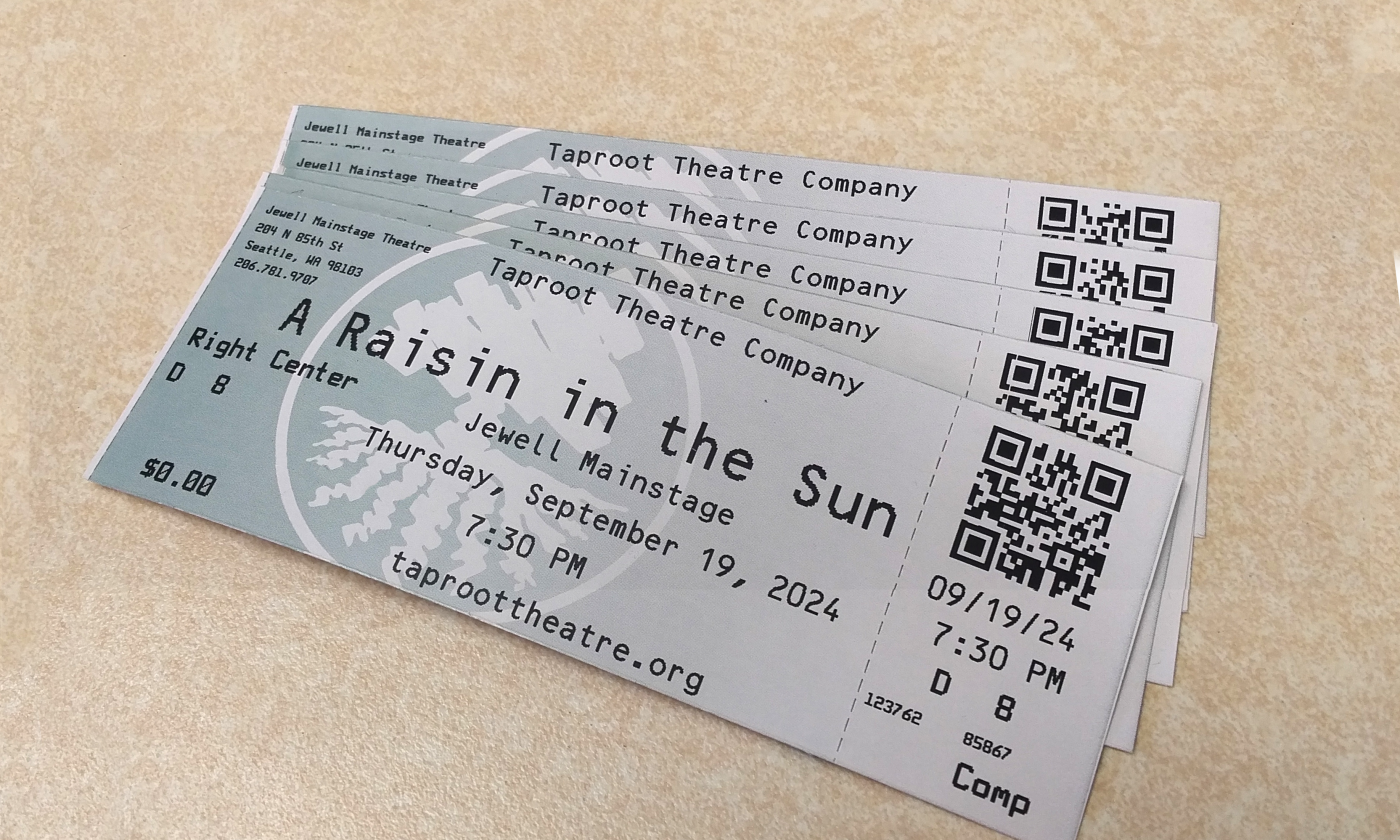 Jewell Mainstage Theatre
Taproot Theatre Company
Jewell Mainstage Theatre
Taproot Theatre Company
Taproot Theatre Company
Taproot Theatre Company
Jewell Mainstage Theatre
204 N 85th St
Seattle, WA 98103
206.781.9707
Taproot Theatre Company
A Raisin in the Sun
Right Center
D 8
Jewell Mainstage
Thursday, September 19, 2024
7:30 PM
$0.00
taproottheatre.org
09/19/24
7:30 PM
D 8
123762
85867
Comp